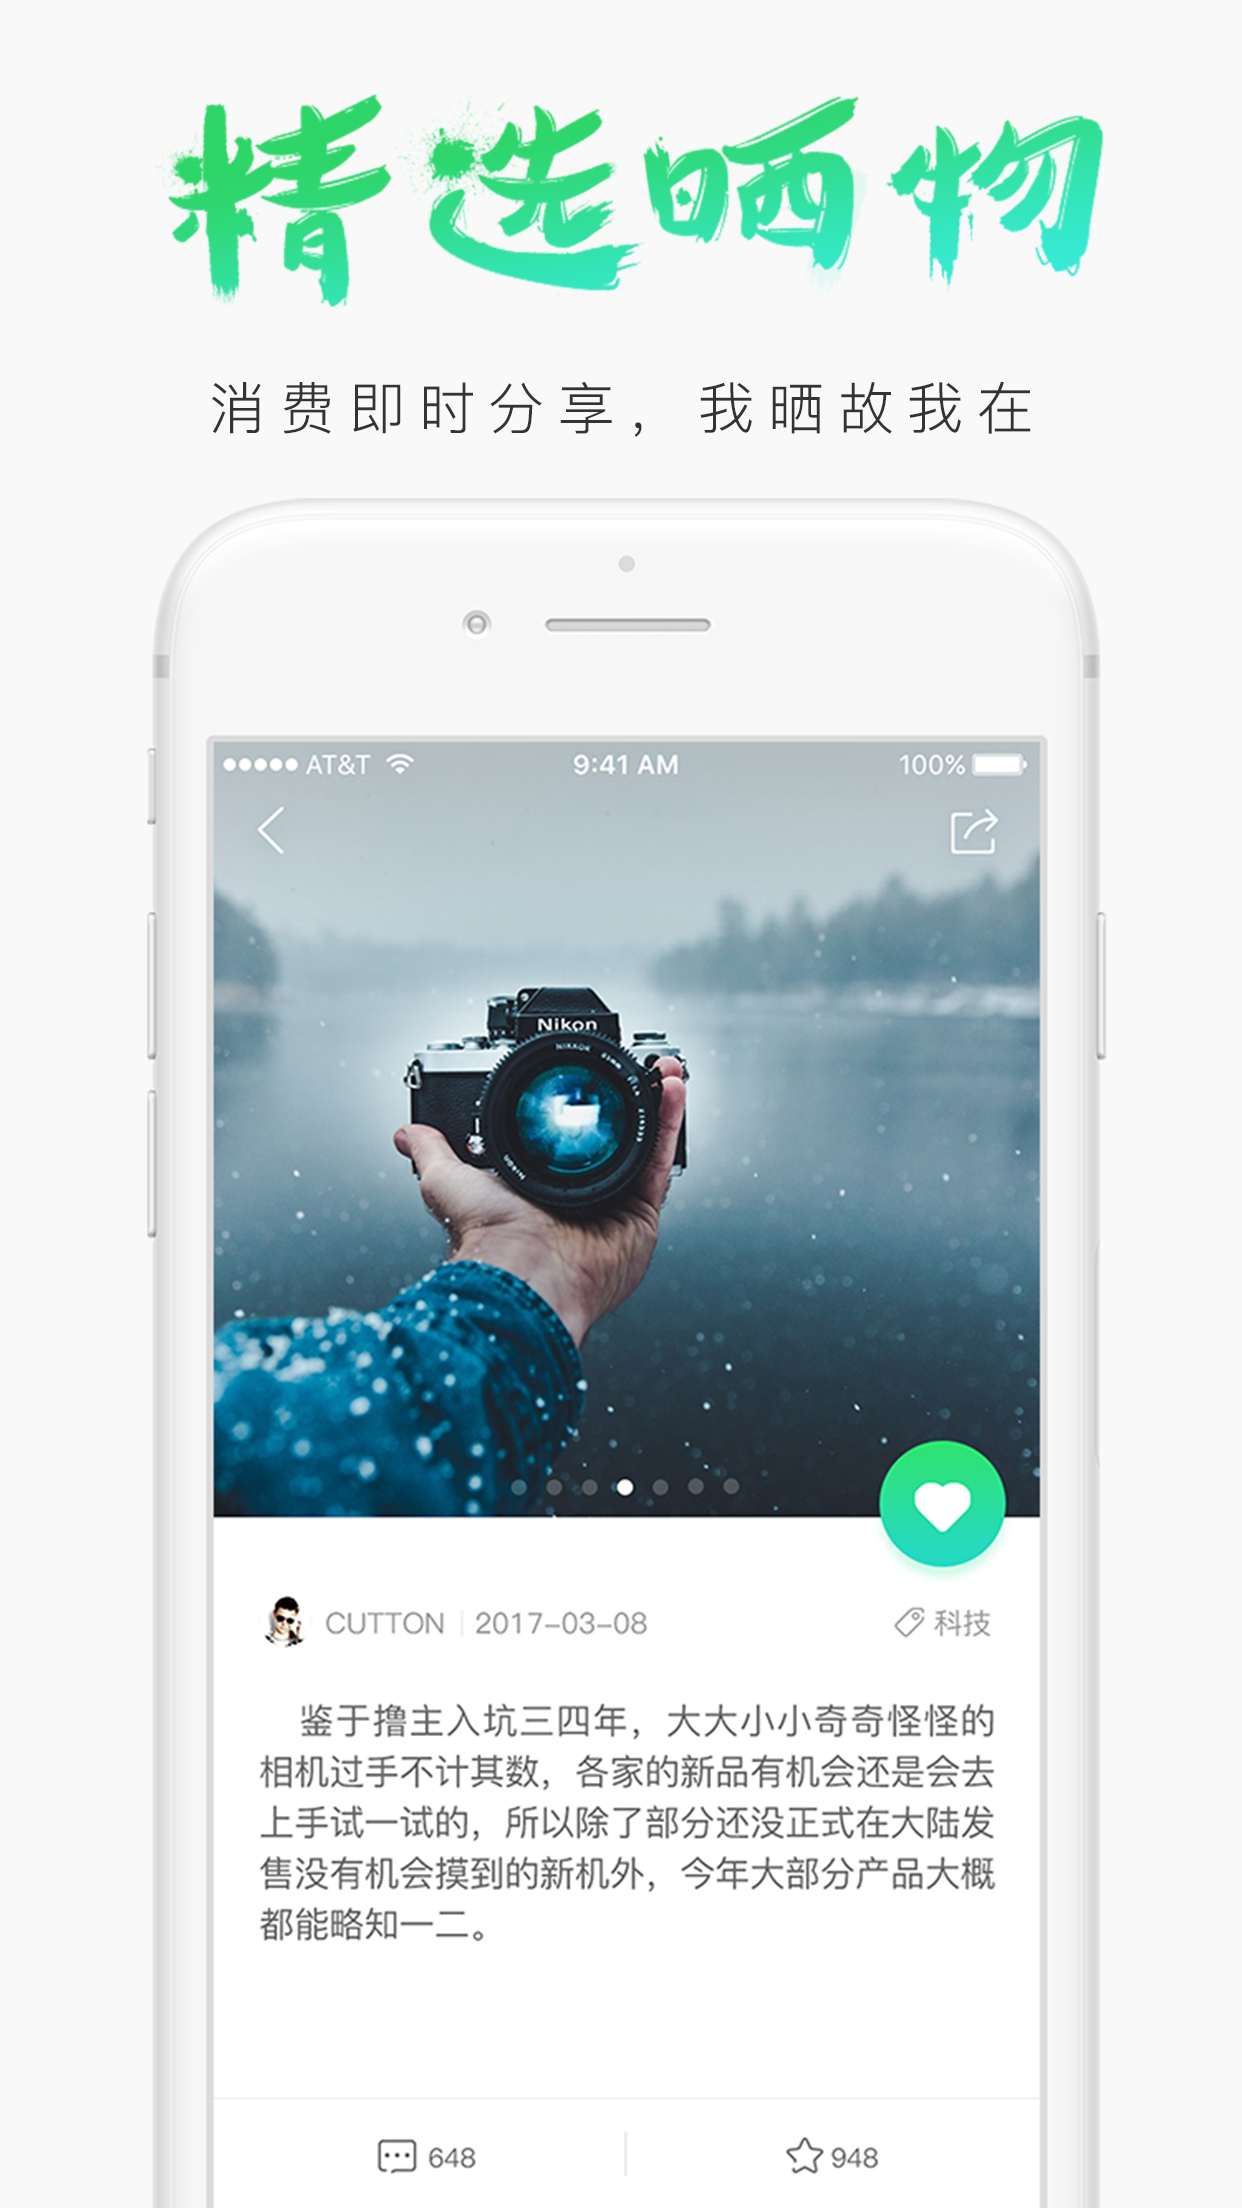 精选晒物
消费即时分享，我晒故我在
AT&T 9:41 AM 100%
Nikon
NIKKOR
Nikon
CUTTON 2017-03-08 科技
鉴于撸主入坑三四年，大大小小奇奇怪怪的
相机过手不计其数，各家的新品有机会还是会去
上手试一试的，所以除了部分还没正式在大陆发
售没有机会摸到的新机外，今年大部分产品大概
都能略知一二。
648 948